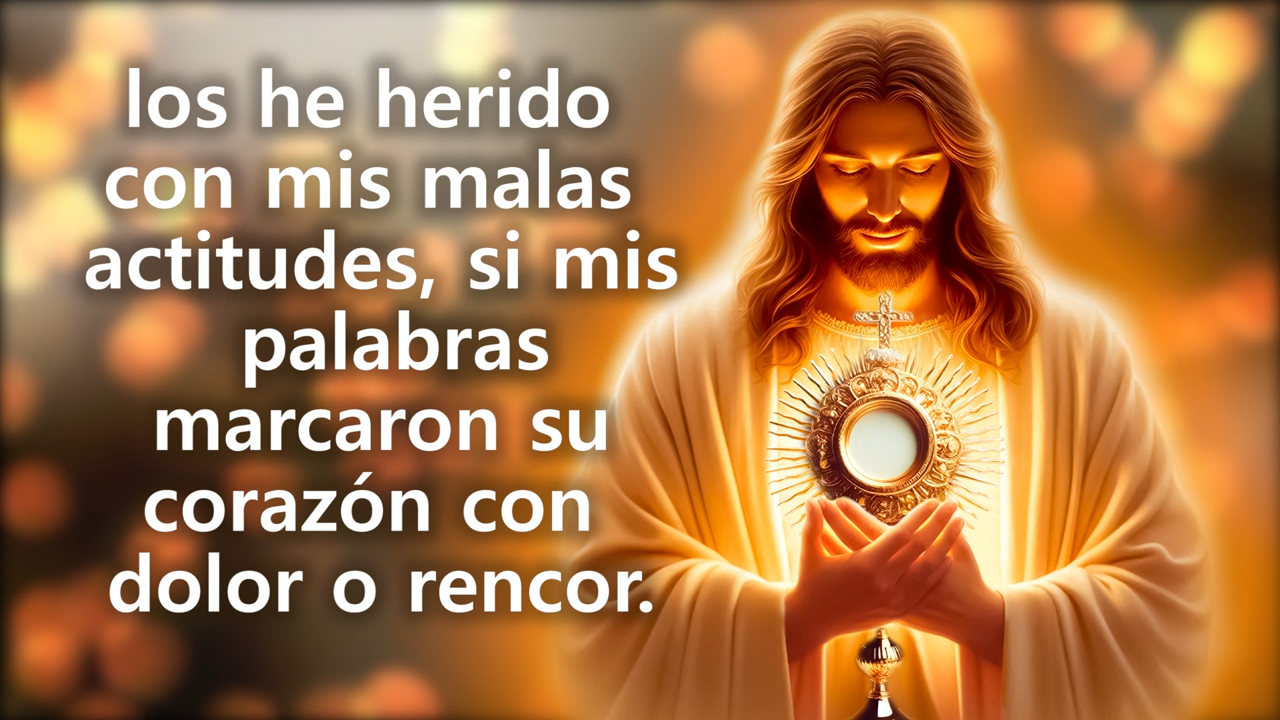 los he herido
con mis malas
actitudes, si mis
palabras
marcaron su
corazón con
dolor o rencor.